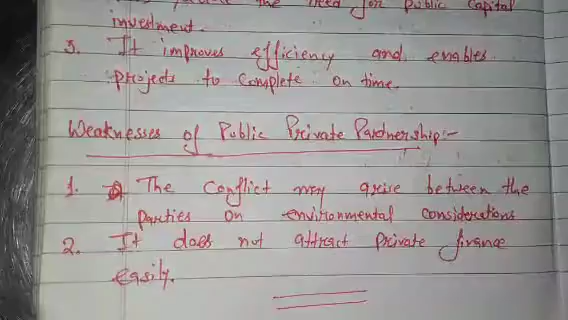 the need for public capital
investment.
3. It improves efficiency and enables
projects to complete on time.
Weaknesses of Public Private Partnership:-
1. The conflict may arise between the
parties on environmental considerations
2. It does not attract private finance
easily.